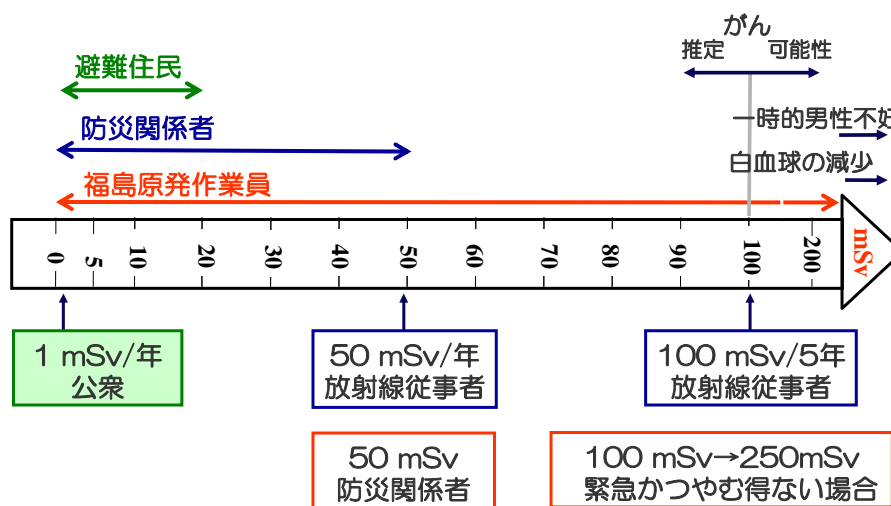 がん
推定 可能性
避難住民
防災関係者
一時的男性不妊
白血球の減少
福島原発作業員
0 5 10 20 30 40 50 60 70 80 90 100 200 mSv
1 mSv/年
公衆
50 mSv/年
放射線従事者
100 mSv/5年
放射線従事者
50 mSv
防災関係者
100 mSv→250mSv
緊急かつやむ得ない場合